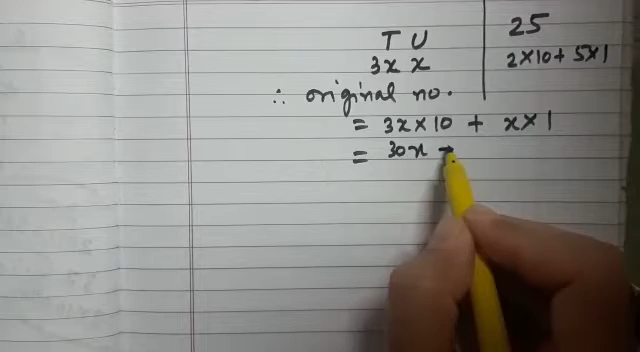 T U
3x x
∴ original no.
= 3x × 10 + x × 1
= 30x
25
2×10 + 5×1